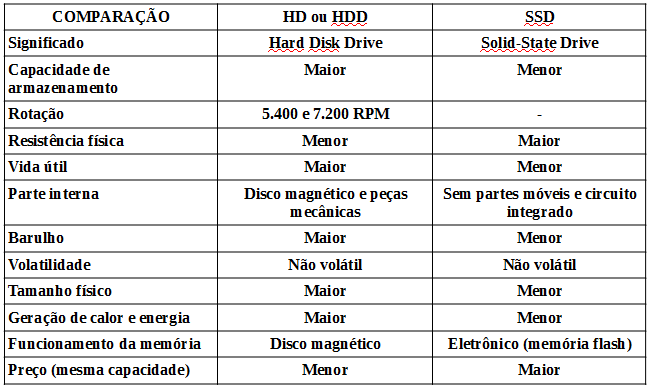 COMPARAÇÃO HD ou HDD SSD
Significado Hard Disk Drive Solid-State Drive
Capacidade de armazenamento Maior Menor
Rotação 5.400 e 7.200 RPM -
Resistência física Menor Maior
Vida útil Maior Menor
Parte interna Disco magnético e peças mecânicas Sem partes móveis e circuito integrado
Barulho Maior Menor
Volatilidade Não volátil Não volátil
Tamanho físico Maior Menor
Geração de calor e energia Maior Menor
Funcionamento da memória Disco magnético Eletrônico (memória flash)
Preço (mesma capacidade) Menor Maior